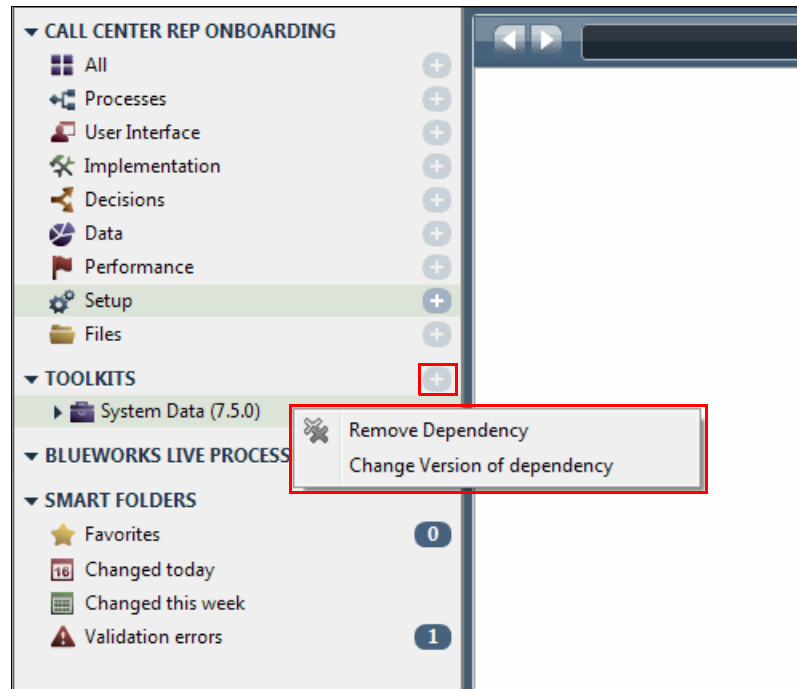 CALL CENTER REP ONBOARDING
All
Processes
User Interface
Implementation
Decisions
Data
Performance
Setup
Files
TOOLKITS
System Data (7.5.0)
Remove Dependency
Change Version of dependency
BLUEWORKS LIVE PROCESS
SMART FOLDERS
Favorites 0
16 Changed today
Changed this week
Validation errors 1